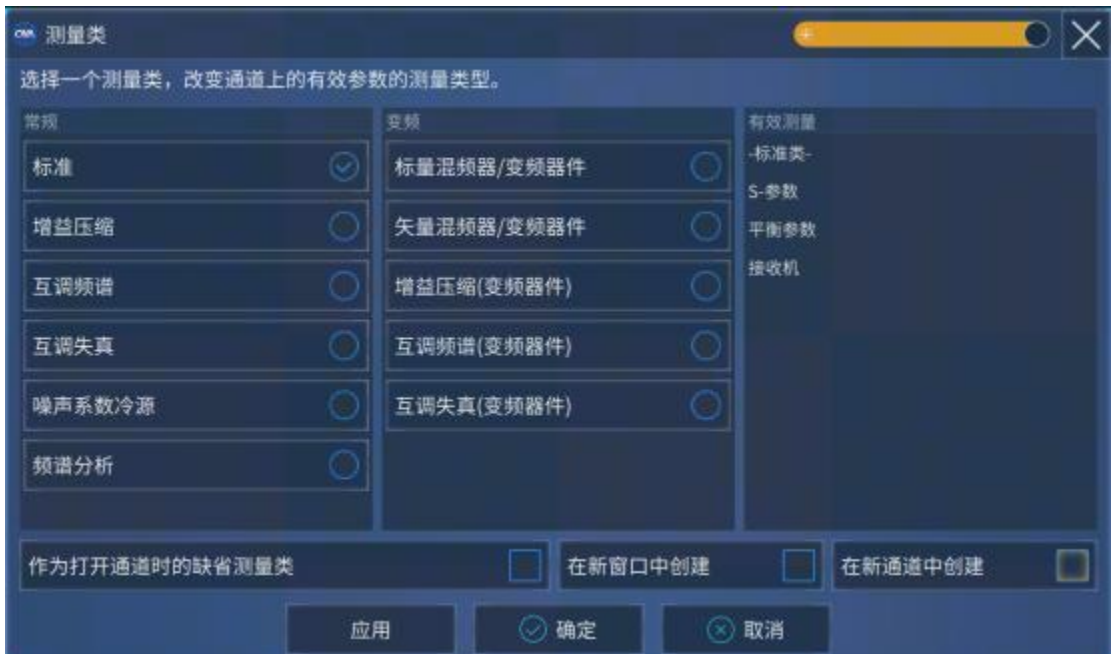 测量类
选择一个测量类，改变通道上的有效参数的测量类型。
常规
标准
增益压缩
互调频谱
互调失真
噪声系数冷源
频谱分析
变频
标量混频器/变频器件
矢量混频器/变频器件
增益压缩(变频器件)
互调频谱(变频器件)
互调失真(变频器件)
有效测量
-标准类-
S-参数
平衡参数
接收机
作为打开通道时的缺省测量类
在新窗口中创建
在新通道中创建
应用
确定
取消